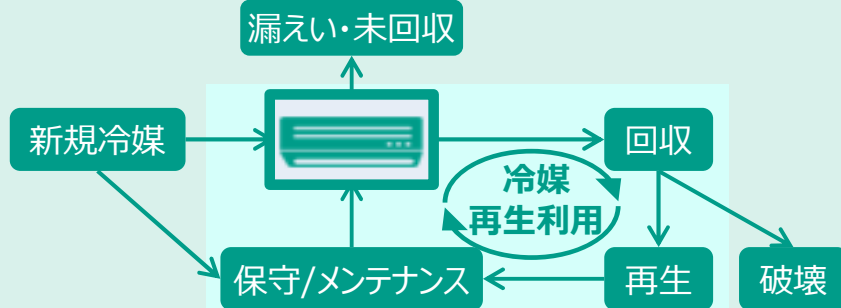 漏えい・未回収
新規冷媒
回収
冷媒
再生利用
保守/メンテナンス
再生
破壊